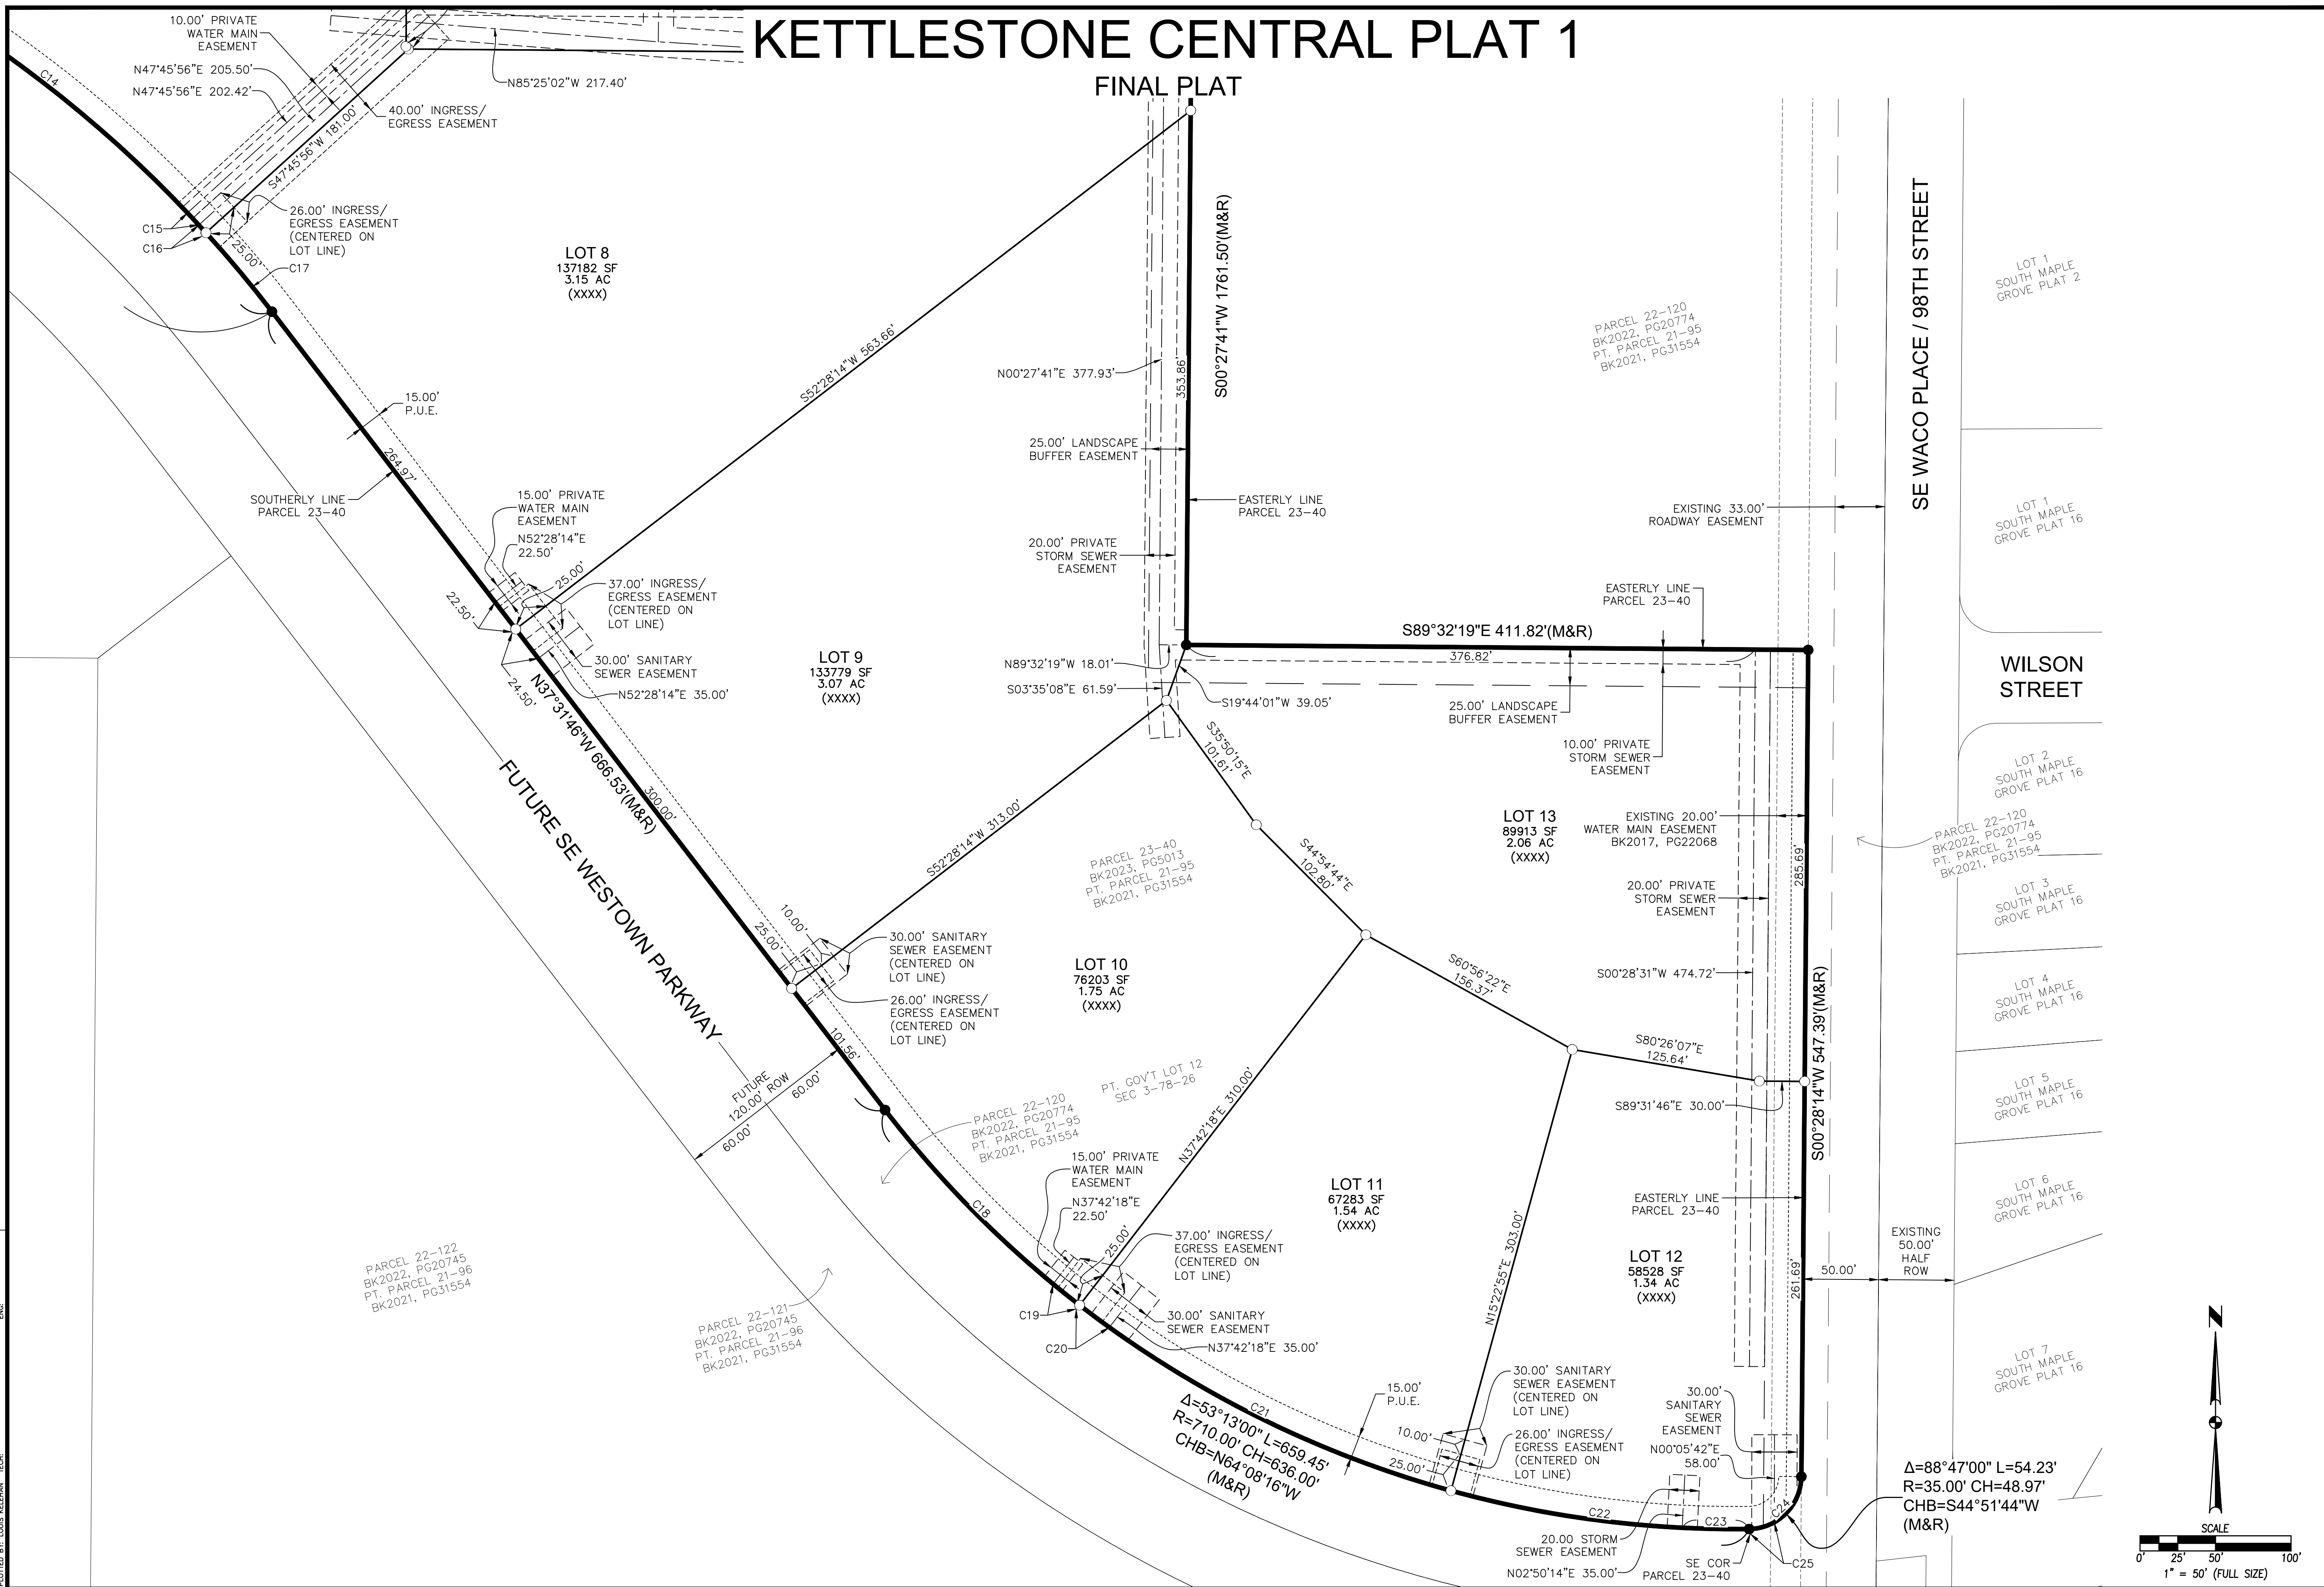 KETTLESTONE CENTRAL PLAT 1
FINAL PLAT
10.00' PRIVATE
WATER MAIN
EASEMENT
N47°45'56"E 205.50'
N47°45'56"E 202.42'
C14
N85°25'02"W 217.40'
40.00' INGRESS/
EGRESS EASEMENT
S47°45'56"W 181.00'
26.00' INGRESS/
EGRESS EASEMENT
(CENTERED ON
LOT LINE)
C15
C16
25.00'
C17
LOT 8
137182 SF
3.15 AC
(XXXX)
S52°28'14"W 563.66'
15.00'
P.U.E.
264.97'
SOUTHERLY LINE
PARCEL 23-40
N00°27'41"E 377.93'
353.86'
S00°27'41"W 1761.50'(M&R)
25.00' LANDSCAPE
BUFFER EASEMENT
EASTERLY LINE
PARCEL 23-40
20.00' PRIVATE
STORM SEWER
EASEMENT
PARCEL 22-120
BK2022, PG20774
PT. PARCEL 21-95
BK2021, PG31554
SE WACO PLACE / 98TH STREET
LOT 1
SOUTH MAPLE
GROVE PLAT 2
EXISTING 33.00'
ROADWAY EASEMENT
LOT 1
SOUTH MAPLE
GROVE PLAT 16
15.00' PRIVATE
WATER MAIN
EASEMENT
N52°28'14"E
22.50'
25.00'
37.00' INGRESS/
EGRESS EASEMENT
(CENTERED ON
LOT LINE)
22.50'
24.50'
30.00' SANITARY
SEWER EASEMENT
N52°28'14"E 35.00'
N37°31'46"W 666.53'(M&R)
300.00'
LOT 9
133779 SF
3.07 AC
(XXXX)
EASTERLY LINE
PARCEL 23-40
S89°32'19"E 411.82'(M&R)
376.82'
N89°32'19"W 18.01'
S03°35'08"E 61.59'
S19°44'01"W 39.05'
25.00' LANDSCAPE
BUFFER EASEMENT
10.00' PRIVATE
STORM SEWER
EASEMENT
WILSON
STREET
LOT 2
SOUTH MAPLE
GROVE PLAT 16
S35°50'15"E
101.61'
S52°28'14"W 313.00'
PARCEL 23-40
BK2023, PG5013
PT. PARCEL 21-95
BK2021, PG31554
S44°54'44"E
102.80'
LOT 13
89913 SF
2.06 AC
(XXXX)
EXISTING 20.00'
WATER MAIN EASEMENT
BK2017, PG22068
285.69'
PARCEL 22-120
BK2022, PG20774
PT. PARCEL 21-95
BK2021, PG31554
20.00' PRIVATE
STORM SEWER
EASEMENT
LOT 3
SOUTH MAPLE
GROVE PLAT 16
FUTURE SE WESTOWN PARKWAY
10.00'
25.00'
30.00' SANITARY
SEWER EASEMENT
(CENTERED ON
LOT LINE)
26.00' INGRESS/
EGRESS EASEMENT
(CENTERED ON
LOT LINE)
LOT 10
76203 SF
1.75 AC
(XXXX)
S60°56'22"E
156.37'
S00°28'31"W 474.72'
LOT 4
SOUTH MAPLE
GROVE PLAT 16
S80°26'07"E
125.64'
S89°31'46"E 30.00'
S00°28'14"W 547.39'(M&R)
LOT 5
SOUTH MAPLE
GROVE PLAT 16
101.56'
FUTURE
120.00' ROW
60.00'
60.00'
PT. GOV'T LOT 12
SEC 3-78-26
PARCEL 22-120
BK2022, PG20774
PT. PARCEL 21-95
BK2021, PG31554
N37°42'18"E 310.00'
C18
15.00' PRIVATE
WATER MAIN
EASEMENT
N37°42'18"E
22.50'
25.00'
37.00' INGRESS/
EGRESS EASEMENT
(CENTERED ON
LOT LINE)
LOT 11
67283 SF
1.54 AC
(XXXX)
EASTERLY LINE
PARCEL 23-40
LOT 6
SOUTH MAPLE
GROVE PLAT 16
N15°22'55"E 303.00'
LOT 12
58528 SF
1.34 AC
(XXXX)
261.69'
50.00'
EXISTING
50.00'
HALF
ROW
PARCEL 22-122
BK2022, PG20745
PT. PARCEL 21-96
BK2021, PG31554
PARCEL 22-121
BK2022, PG20745
PT. PARCEL 21-96
BK2021, PG31554
C19
C20
30.00' SANITARY
SEWER EASEMENT
N37°42'18"E 35.00'
LOT 7
SOUTH MAPLE
GROVE PLAT 16
C21
Δ=53°13'00" L=659.45'
R=710.00' CH=636.00'
CHB=N64°08'16"W
(M&R)
15.00'
P.U.E.
30.00' SANITARY
SEWER EASEMENT
(CENTERED ON
LOT LINE)
10.00'
25.00'
26.00' INGRESS/
EGRESS EASEMENT
(CENTERED ON
LOT LINE)
30.00'
SANITARY
SEWER
EASEMENT
N00°05'42"E
58.00'
C22
C23
C24
C25
20.00 STORM
SEWER EASEMENT
N02°50'14"E 35.00'
SE COR
PARCEL 23-40
Δ=88°47'00" L=54.23'
R=35.00' CH=48.97'
CHB=S44°51'44"W
(M&R)
N
SCALE
0' 25' 50' 100'
1" = 50' (FULL SIZE)
ENG:
TECH:
PLOTTED BY: LOUIS KELEHAN